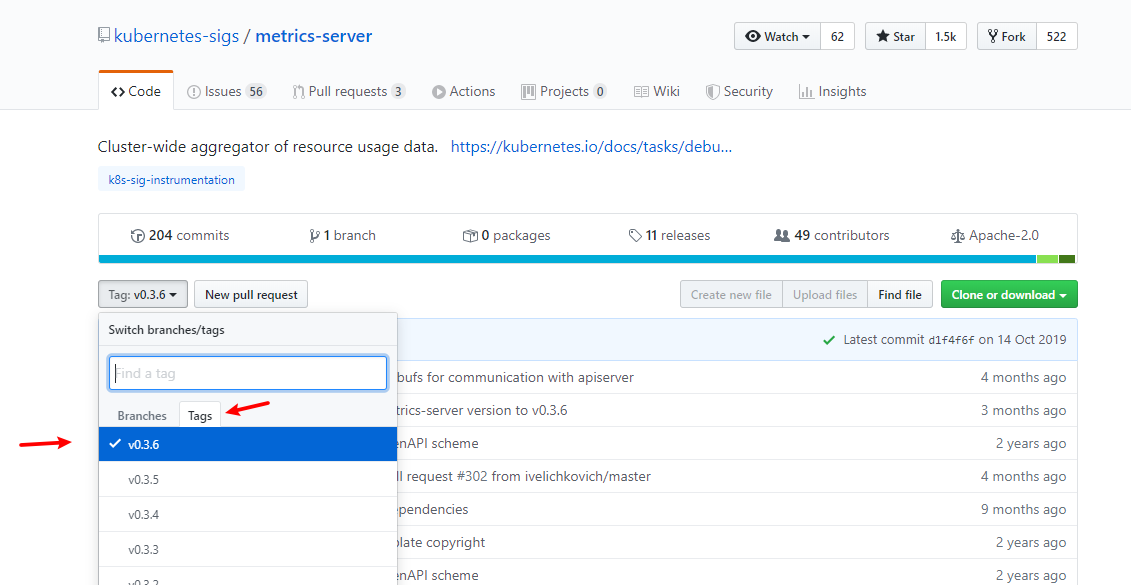 kubernetes-sigs / metrics-server
Watch 62 Star 1.5k Fork 522
Code Issues 56 Pull requests 3 Actions Projects 0 Wiki Security Insights
Cluster-wide aggregator of resource usage data. https://kubernetes.io/docs/tasks/debu...
k8s-sig-instrumentation
204 commits 1 branch 0 packages 11 releases 49 contributors Apache-2.0
Tag: v0.3.6 New pull request Create new file Upload files Find file Clone or download
Switch branches/tags
Latest commit d1f4f6f on 14 Oct 2019
Find a tag
bufs for communication with apiserver 4 months ago
trics-server version to v0.3.6 3 months ago
Branches Tags
v0.3.6
enAPI scheme 2 years ago
v0.3.5
ll request #302 from ivelichkovich/master 4 months ago
v0.3.4
pendencies 9 months ago
v0.3.3
late copyright 2 years ago
v0.3.2
enAPI scheme 2 years ago